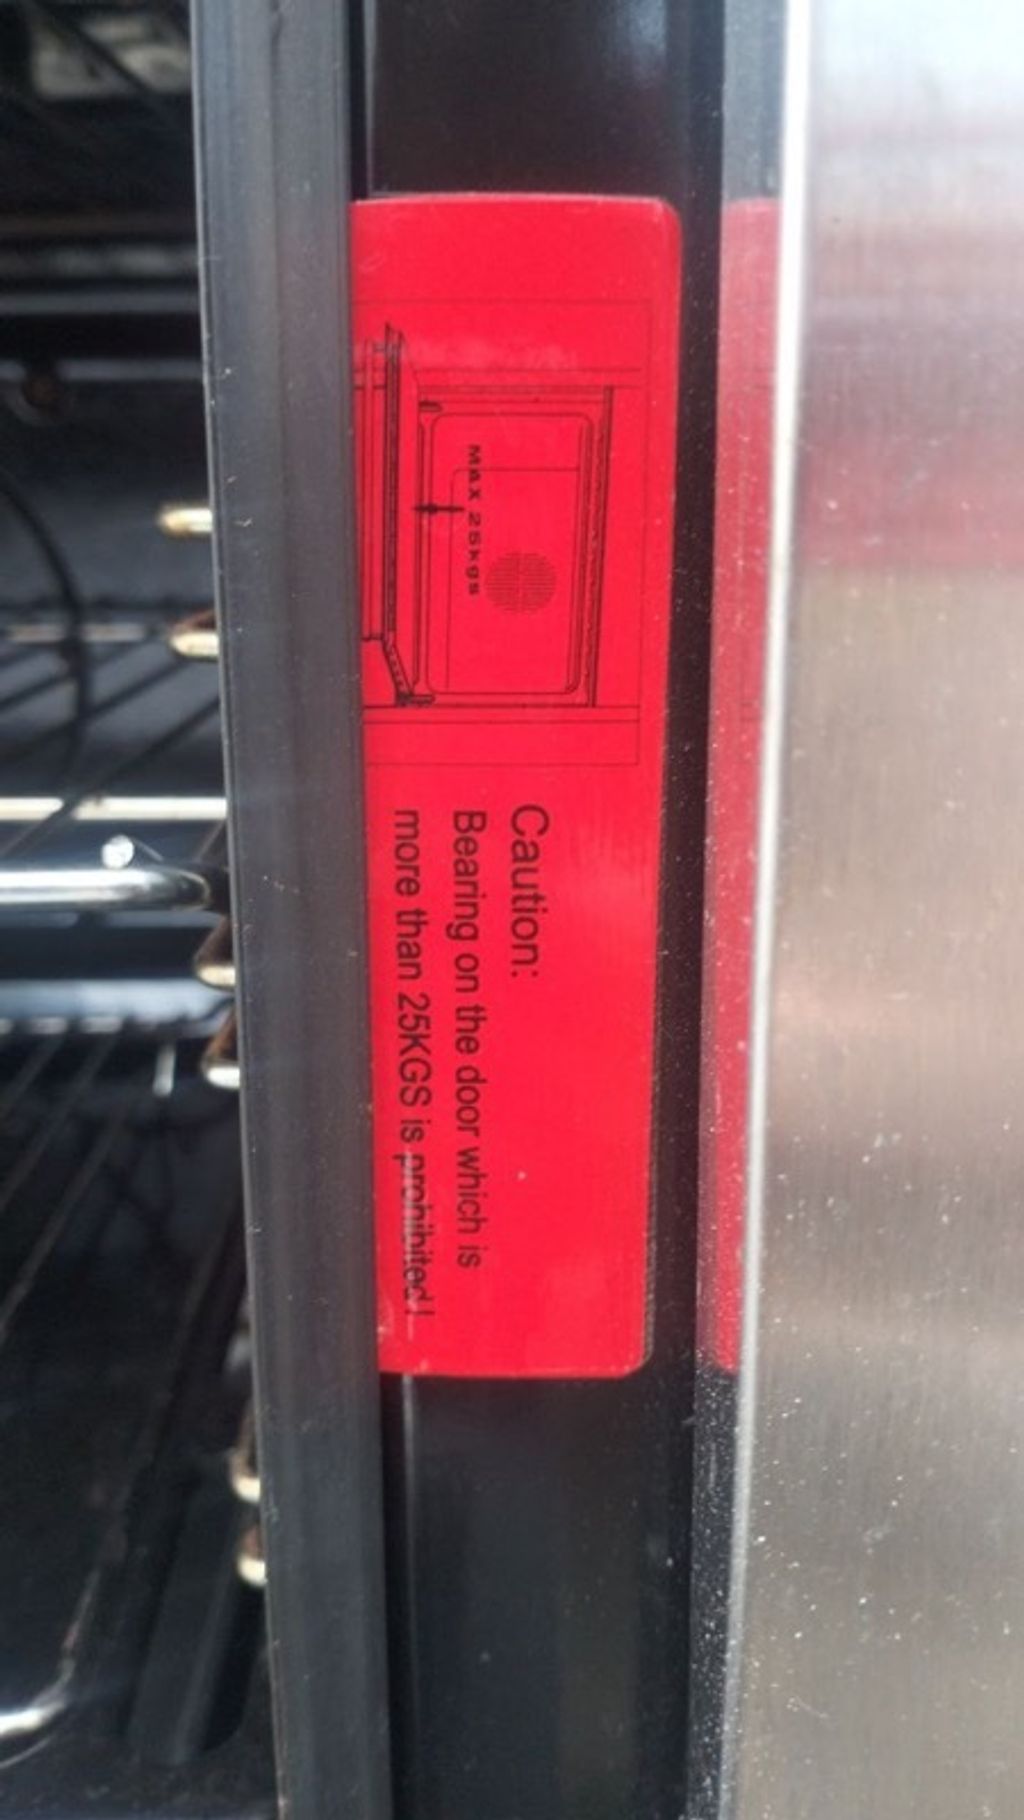 MAX 25kgs
Caution:
Bearing on the door which is
more than 25KGS is prohibited!